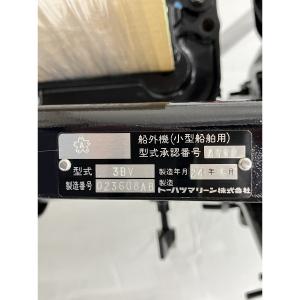 船外機(小型船舶用)
型式承認番号
型式 3BV 製造年月
製造番号 023608AB 製造
トーハツマリーン株式会社